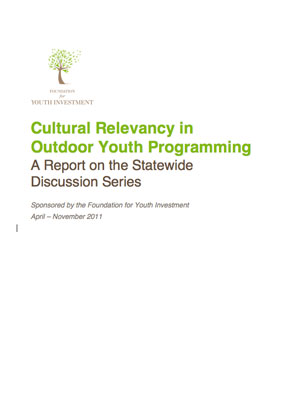 FOUNDATION
for
YOUTH INVESTMENT
Cultural Relevancy in
Outdoor Youth Programming
A Report on the Statewide
Discussion Series
Sponsored by the Foundation for Youth Investment
April – November 2011